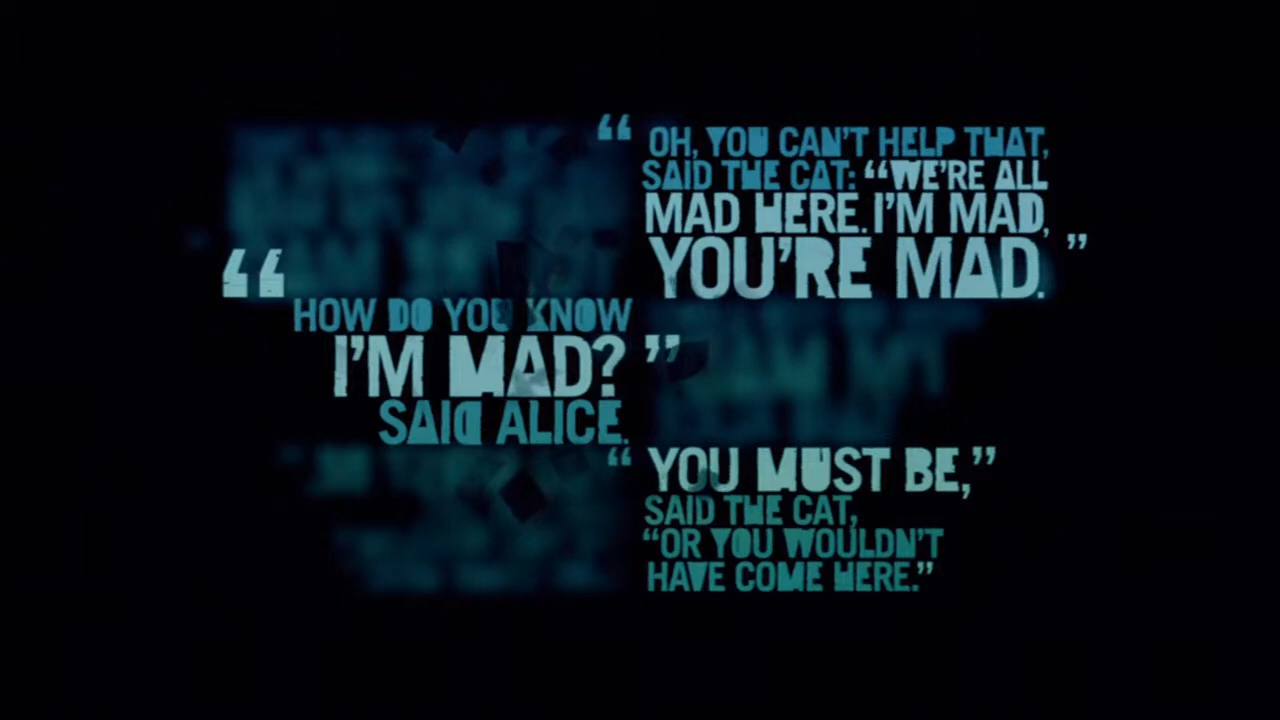 “ OH, YOU CAN'T HELP THAT,
SAID THE CAT: “WE'RE ALL
MAD HERE. I'M MAD,
YOU'RE MAD. ”
“ HOW DO YOU KNOW
I'M MAD? ”
SAID ALICE.
“ YOU MUST BE,”
SAID THE CAT,
“OR YOU WOULDN'T
HAVE COME HERE.”